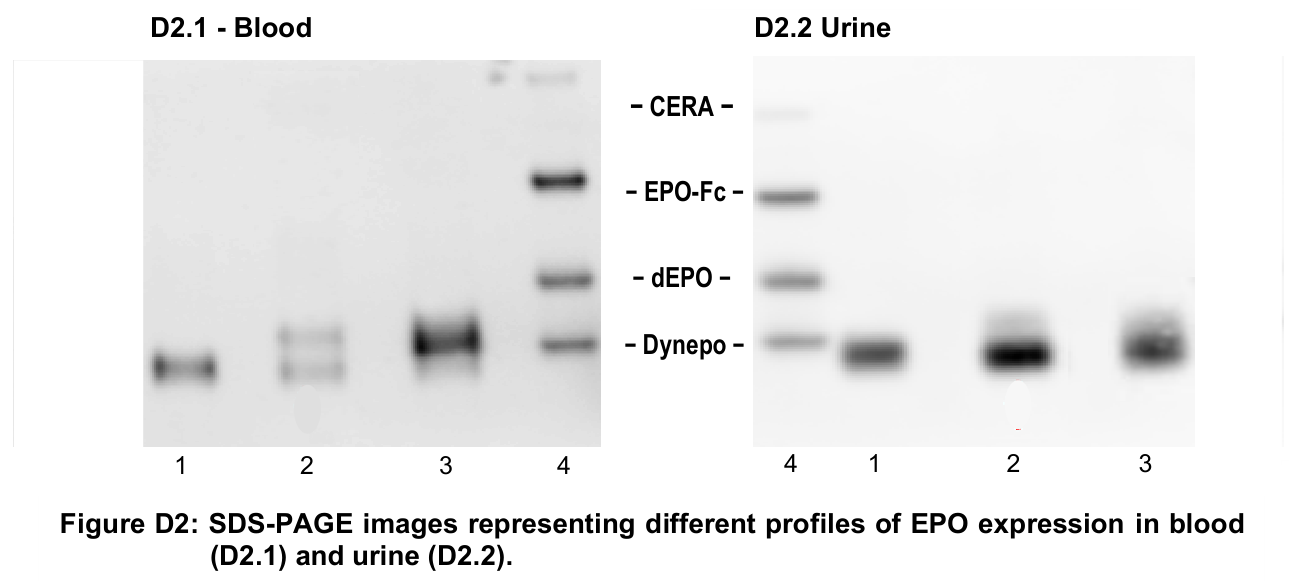 D2.1 - Blood
D2.2 Urine
– CERA –
– EPO-Fc –
– dEPO –
– Dynepo –
1 2 3 4
4 1 2 3
Figure D2: SDS-PAGE images representing different profiles of EPO expression in blood
(D2.1) and urine (D2.2).